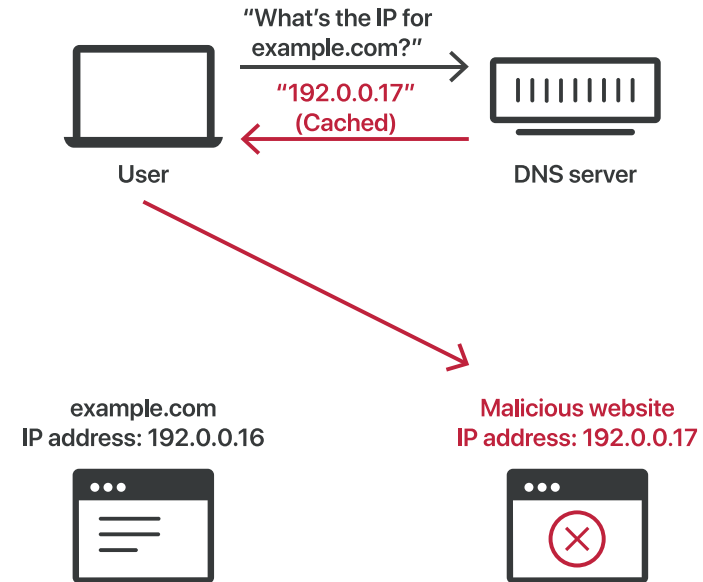 “What’s the IP for
example.com?”
“192.0.0.17”
(Cached)
User
DNS server
example.com
IP address: 192.0.0.16
Malicious website
IP address: 192.0.0.17